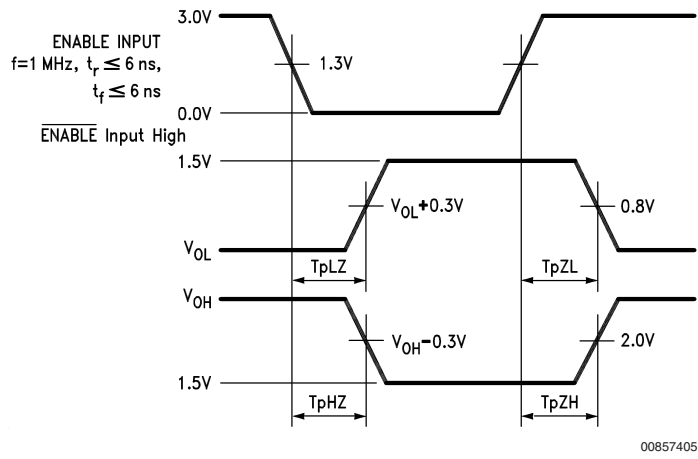 3.0V
ENABLE INPUT
f=1 MHz, tr ≤ 6 ns,
tf ≤ 6 ns
1.3V
0.0V
ENABLE Input High
1.5V
VOL+0.3V
0.8V
VOL
TpLZ
TpZL
VOH
VOH−0.3V
2.0V
1.5V
TpHZ
TpZH
00857405